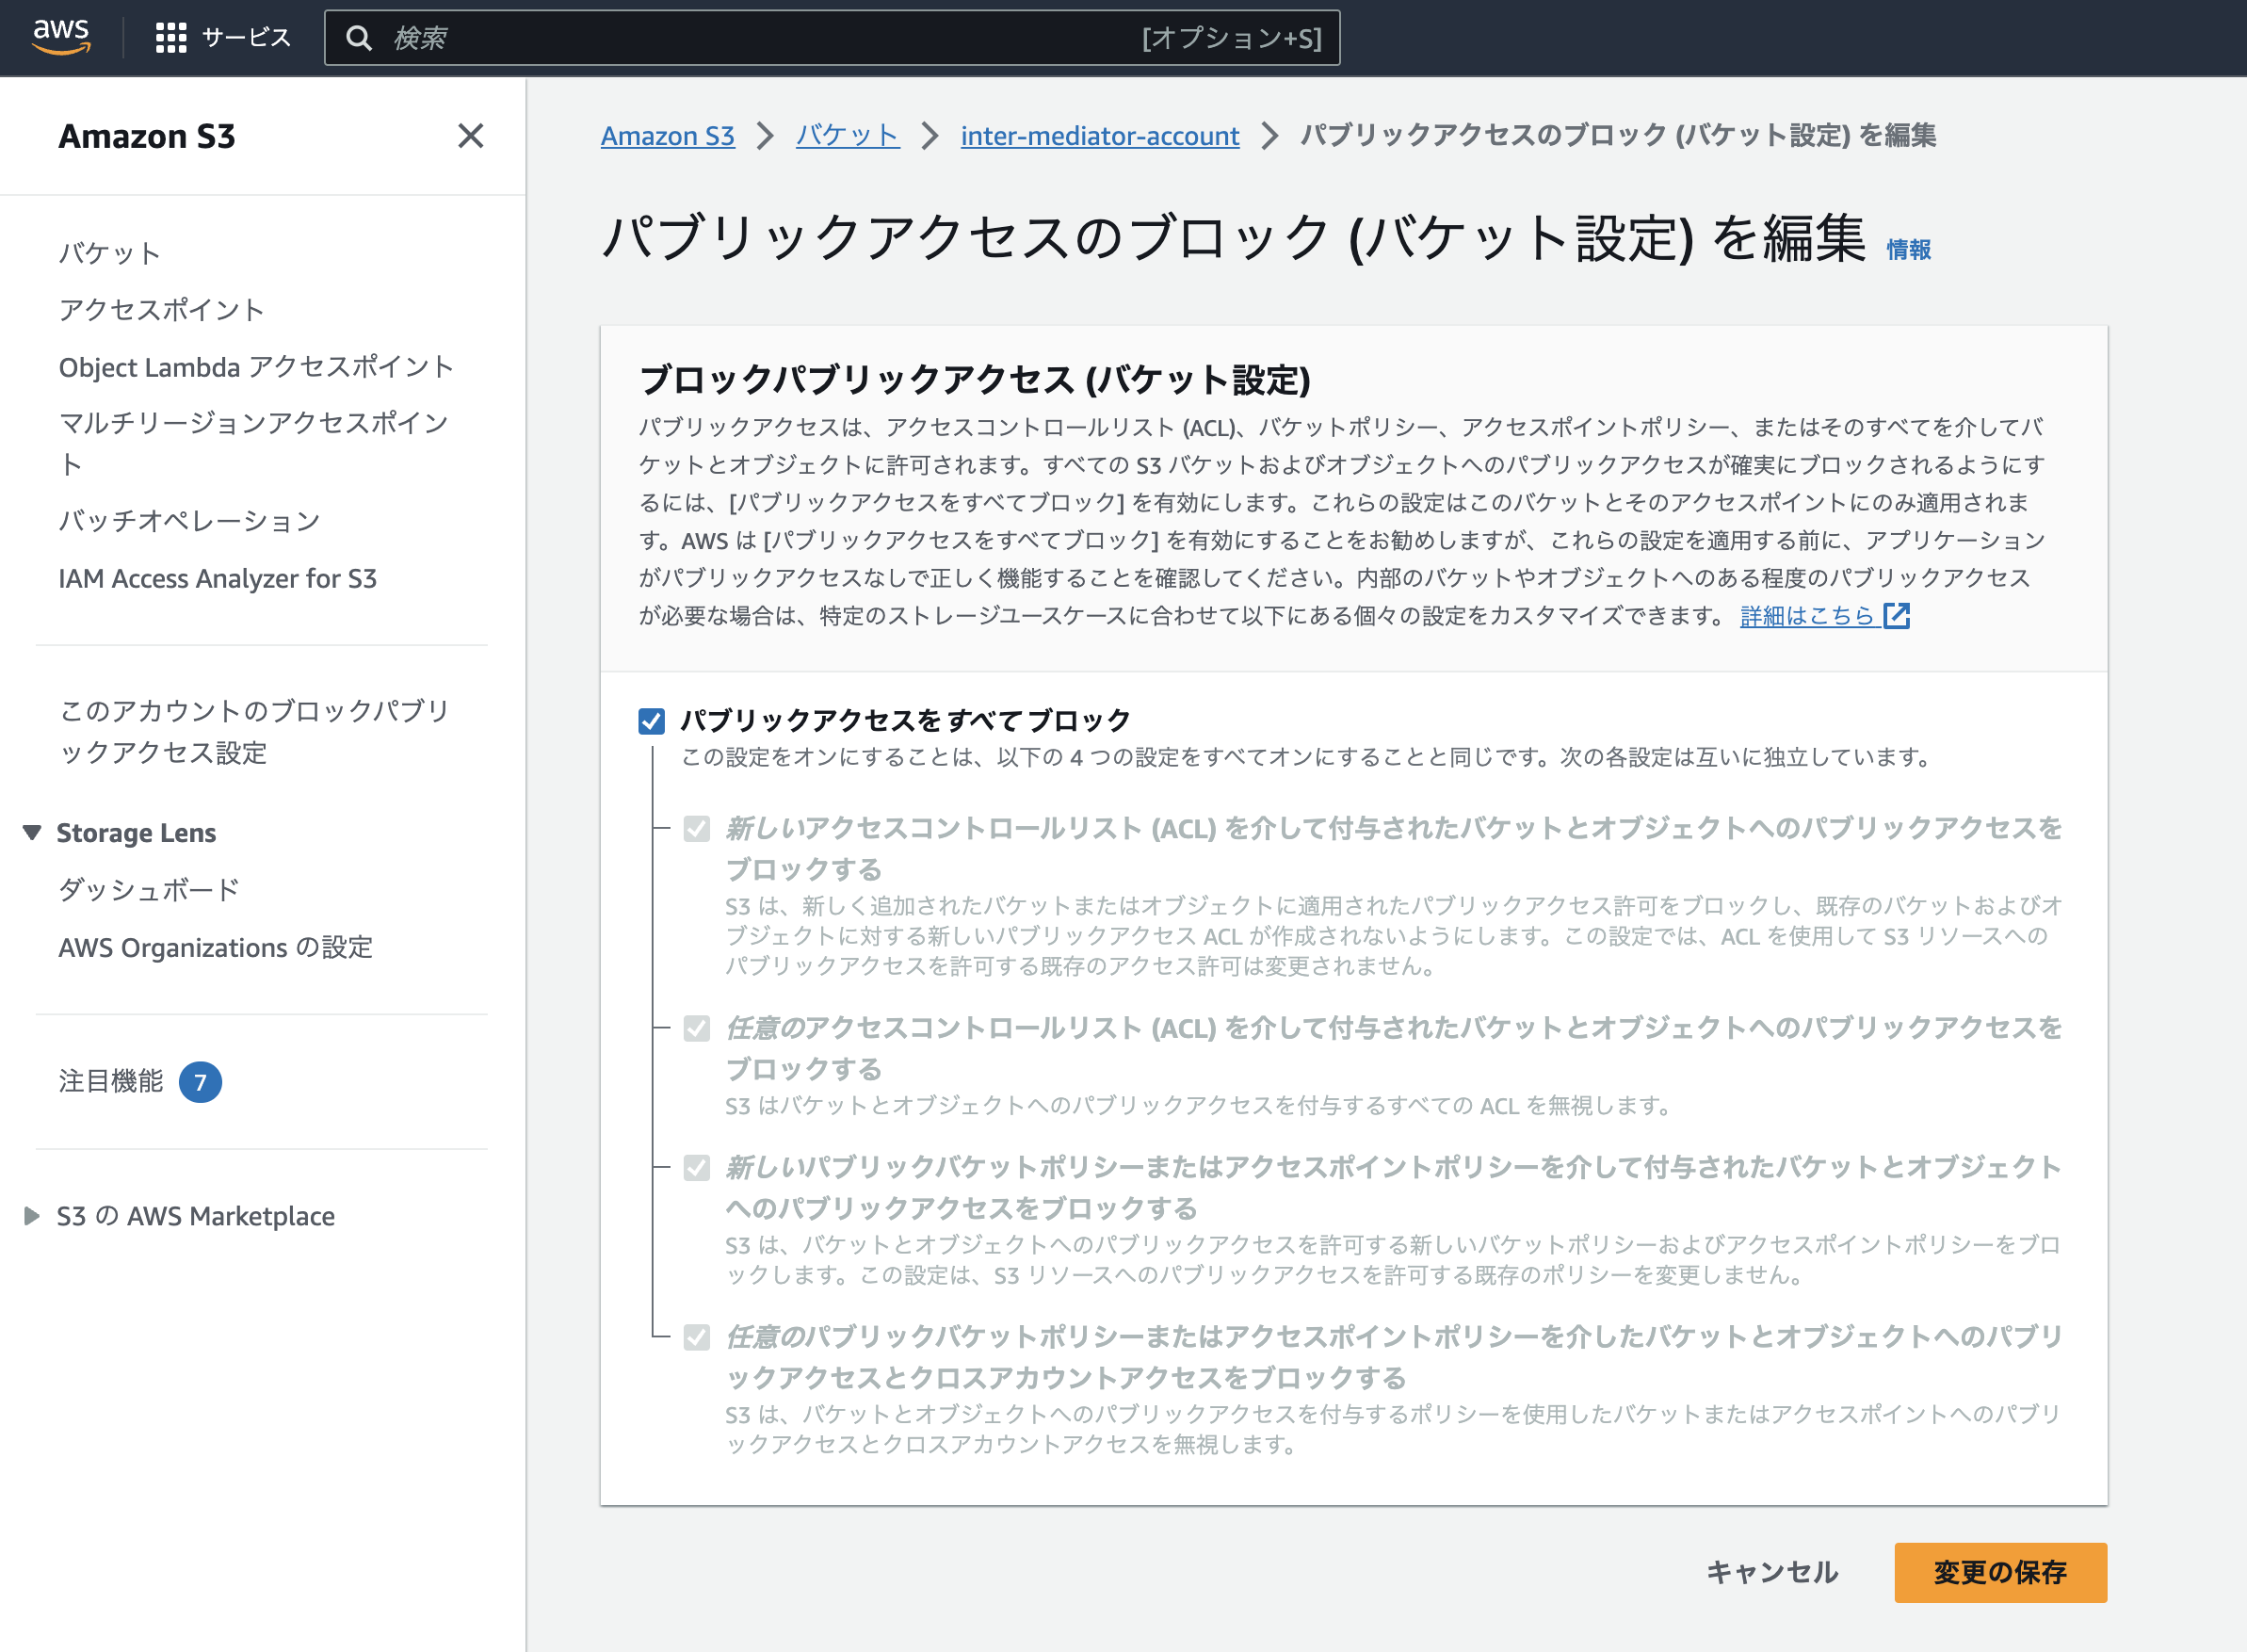 aws
サービス
検索
[オプション+S]
Amazon S3
バケット
アクセスポイント
Object Lambda アクセスポイント
マルチリージョンアクセスポイン
ト
バッチオペレーション
IAM Access Analyzer for S3
このアカウントのブロックパブリ
ックアクセス設定
Storage Lens
ダッシュボード
AWS Organizations の設定
注目機能 7
S3 の AWS Marketplace
Amazon S3 > バケット > inter-mediator-account > パブリックアクセスのブロック (バケット設定) を編集
パブリックアクセスのブロック (バケット設定) を編集 情報
ブロックパブリックアクセス (バケット設定)
パブリックアクセスは、アクセスコントロールリスト (ACL)、バケットポリシー、アクセスポイントポリシー、またはそのすべてを介してバ
ケットとオブジェクトに許可されます。すべての S3 バケットおよびオブジェクトへのパブリックアクセスが確実にブロックされるようにす
るには、[パブリックアクセスをすべてブロック] を有効にします。これらの設定はこのバケットとそのアクセスポイントにのみ適用されま
す。AWS は [パブリックアクセスをすべてブロック] を有効にすることをお勧めしますが、これらの設定を適用する前に、アプリケーション
がパブリックアクセスなしで正しく機能することを確認してください。内部のバケットやオブジェクトへのある程度のパブリックアクセス
が必要な場合は、特定のストレージユースケースに合わせて以下にある個々の設定をカスタマイズできます。 詳細はこちら
パブリックアクセスをすべてブロック
この設定をオンにすることは、以下の 4 つの設定をすべてオンにすることと同じです。次の各設定は互いに独立しています。
新しいアクセスコントロールリスト (ACL) を介して付与されたバケットとオブジェクトへのパブリックアクセスを
ブロックする
S3 は、新しく追加されたバケットまたはオブジェクトに適用されたパブリックアクセス許可をブロックし、既存のバケットおよびオ
ブジェクトに対する新しいパブリックアクセス ACL が作成されないようにします。この設定では、ACL を使用して S3 リソースへの
パブリックアクセスを許可する既存のアクセス許可は変更されません。
任意のアクセスコントロールリスト (ACL) を介して付与されたバケットとオブジェクトへのパブリックアクセスを
ブロックする
S3 はバケットとオブジェクトへのパブリックアクセスを付与するすべての ACL を無視します。
新しいパブリックバケットポリシーまたはアクセスポイントポリシーを介して付与されたバケットとオブジェクト
へのパブリックアクセスをブロックする
S3 は、バケットとオブジェクトへのパブリックアクセスを許可する新しいバケットポリシーおよびアクセスポイントポリシーをブロ
ックします。この設定は、S3 リソースへのパブリックアクセスを許可する既存のポリシーを変更しません。
任意のパブリックバケットポリシーまたはアクセスポイントポリシーを介したバケットとオブジェクトへのパブリ
ックアクセスとクロスアカウントアクセスをブロックする
S3 は、バケットとオブジェクトへのパブリックアクセスを付与するポリシーを使用したバケットまたはアクセスポイントへのパブリ
ックアクセスとクロスアカウントアクセスを無視します。
キャンセル
変更の保存